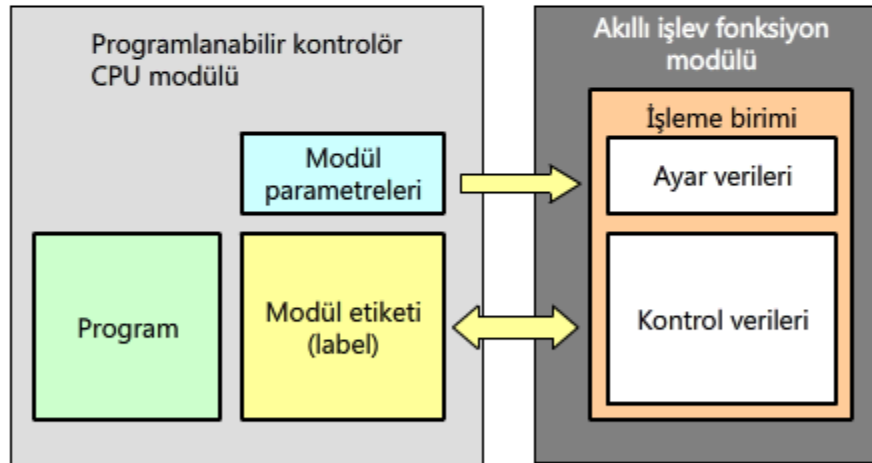 Programlanabilir kontrolör
CPU modülü
Modül
parametreleri
Program
Modül etiketi
(label)
Akıllı işlev fonksiyon
modülü
İşleme birimi
Ayar verileri
Kontrol verileri